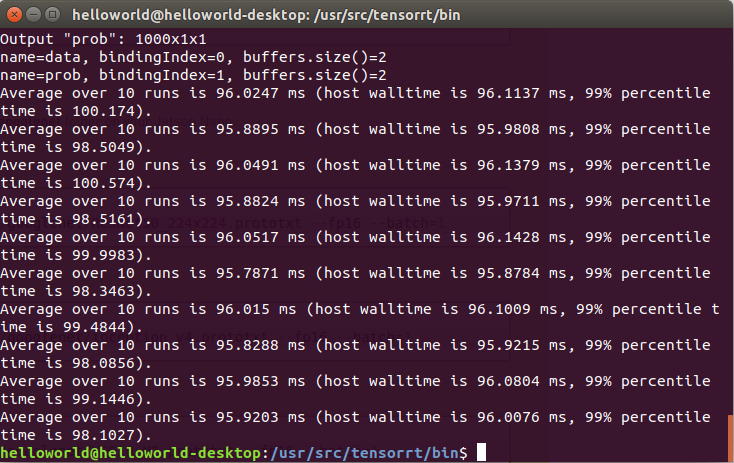 helloworld@helloworld-desktop: /usr/src/tensorrt/bin
Output "prob": 1000x1x1
name=data, bindingIndex=0, buffers.size()=2
name=prob, bindingIndex=1, buffers.size()=2
Average over 10 runs is 96.0247 ms (host walltime is 96.1137 ms, 99% percentile
time is 100.174).
Average over 10 runs is 95.8895 ms (host walltime is 95.9808 ms, 99% percentile
time is 98.5049).
Average over 10 runs is 96.0491 ms (host walltime is 96.1379 ms, 99% percentile
time is 100.574).
Average over 10 runs is 95.8824 ms (host walltime is 95.9711 ms, 99% percentile
time is 98.5161).
Average over 10 runs is 96.0517 ms (host walltime is 96.1428 ms, 99% percentile
time is 99.9983).
Average over 10 runs is 95.7871 ms (host walltime is 95.8784 ms, 99% percentile
time is 98.3463).
Average over 10 runs is 96.015 ms (host walltime is 96.1009 ms, 99% percentile t
ime is 99.4844).
Average over 10 runs is 95.8288 ms (host walltime is 95.9215 ms, 99% percentile
time is 98.0856).
Average over 10 runs is 95.9853 ms (host walltime is 96.0804 ms, 99% percentile
time is 99.1446).
Average over 10 runs is 95.9203 ms (host walltime is 96.0076 ms, 99% percentile
time is 98.1027).
helloworld@helloworld-desktop:/usr/src/tensorrt/bin$